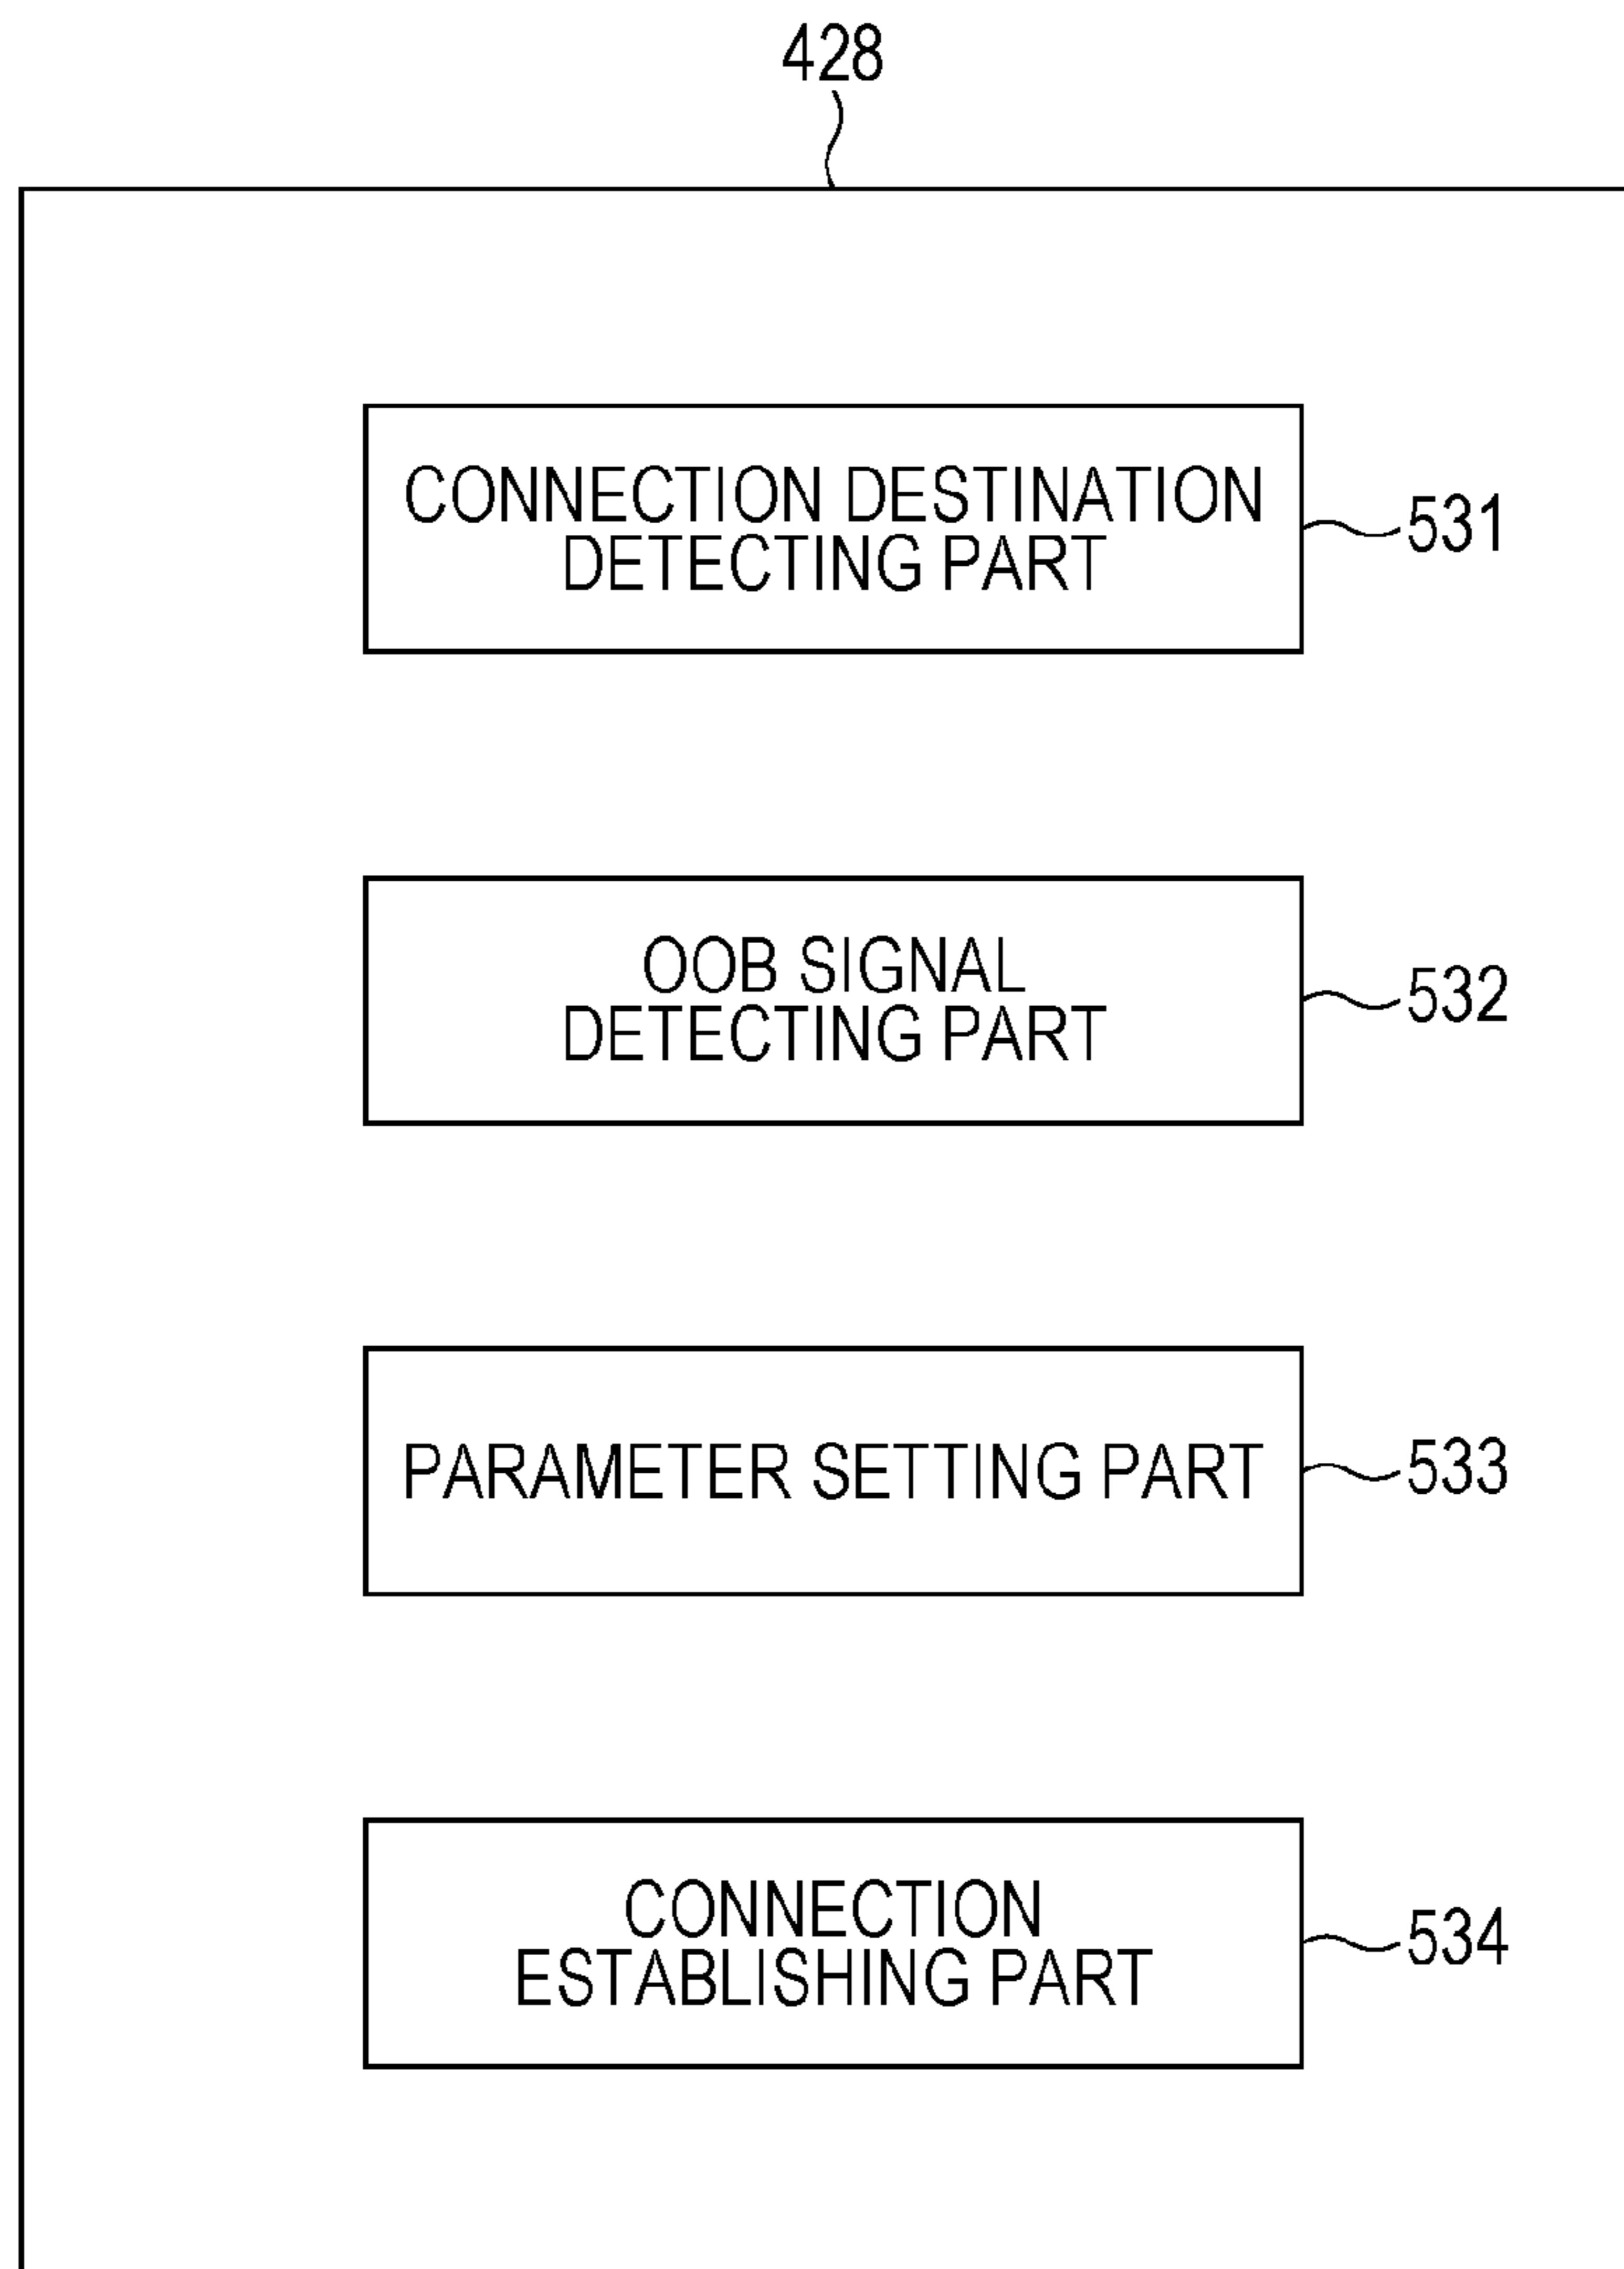 428
CONNECTION DESTINATION
DETECTING PART
531
OOB SIGNAL
DETECTING PART
532
PARAMETER SETTING PART
533
CONNECTION
ESTABLISHING PART
534